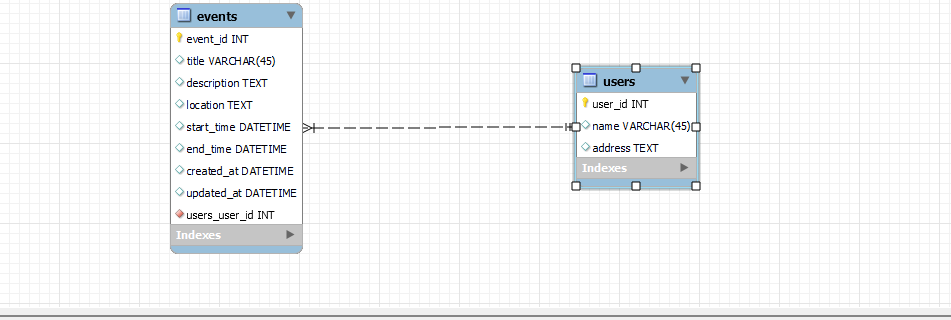 events
event_id INT
title VARCHAR(45)
description TEXT
location TEXT
start_time DATETIME
end_time DATETIME
created_at DATETIME
updated_at DATETIME
users_user_id INT
Indexes
users
user_id INT
name VARCHAR(45)
address TEXT
Indexes